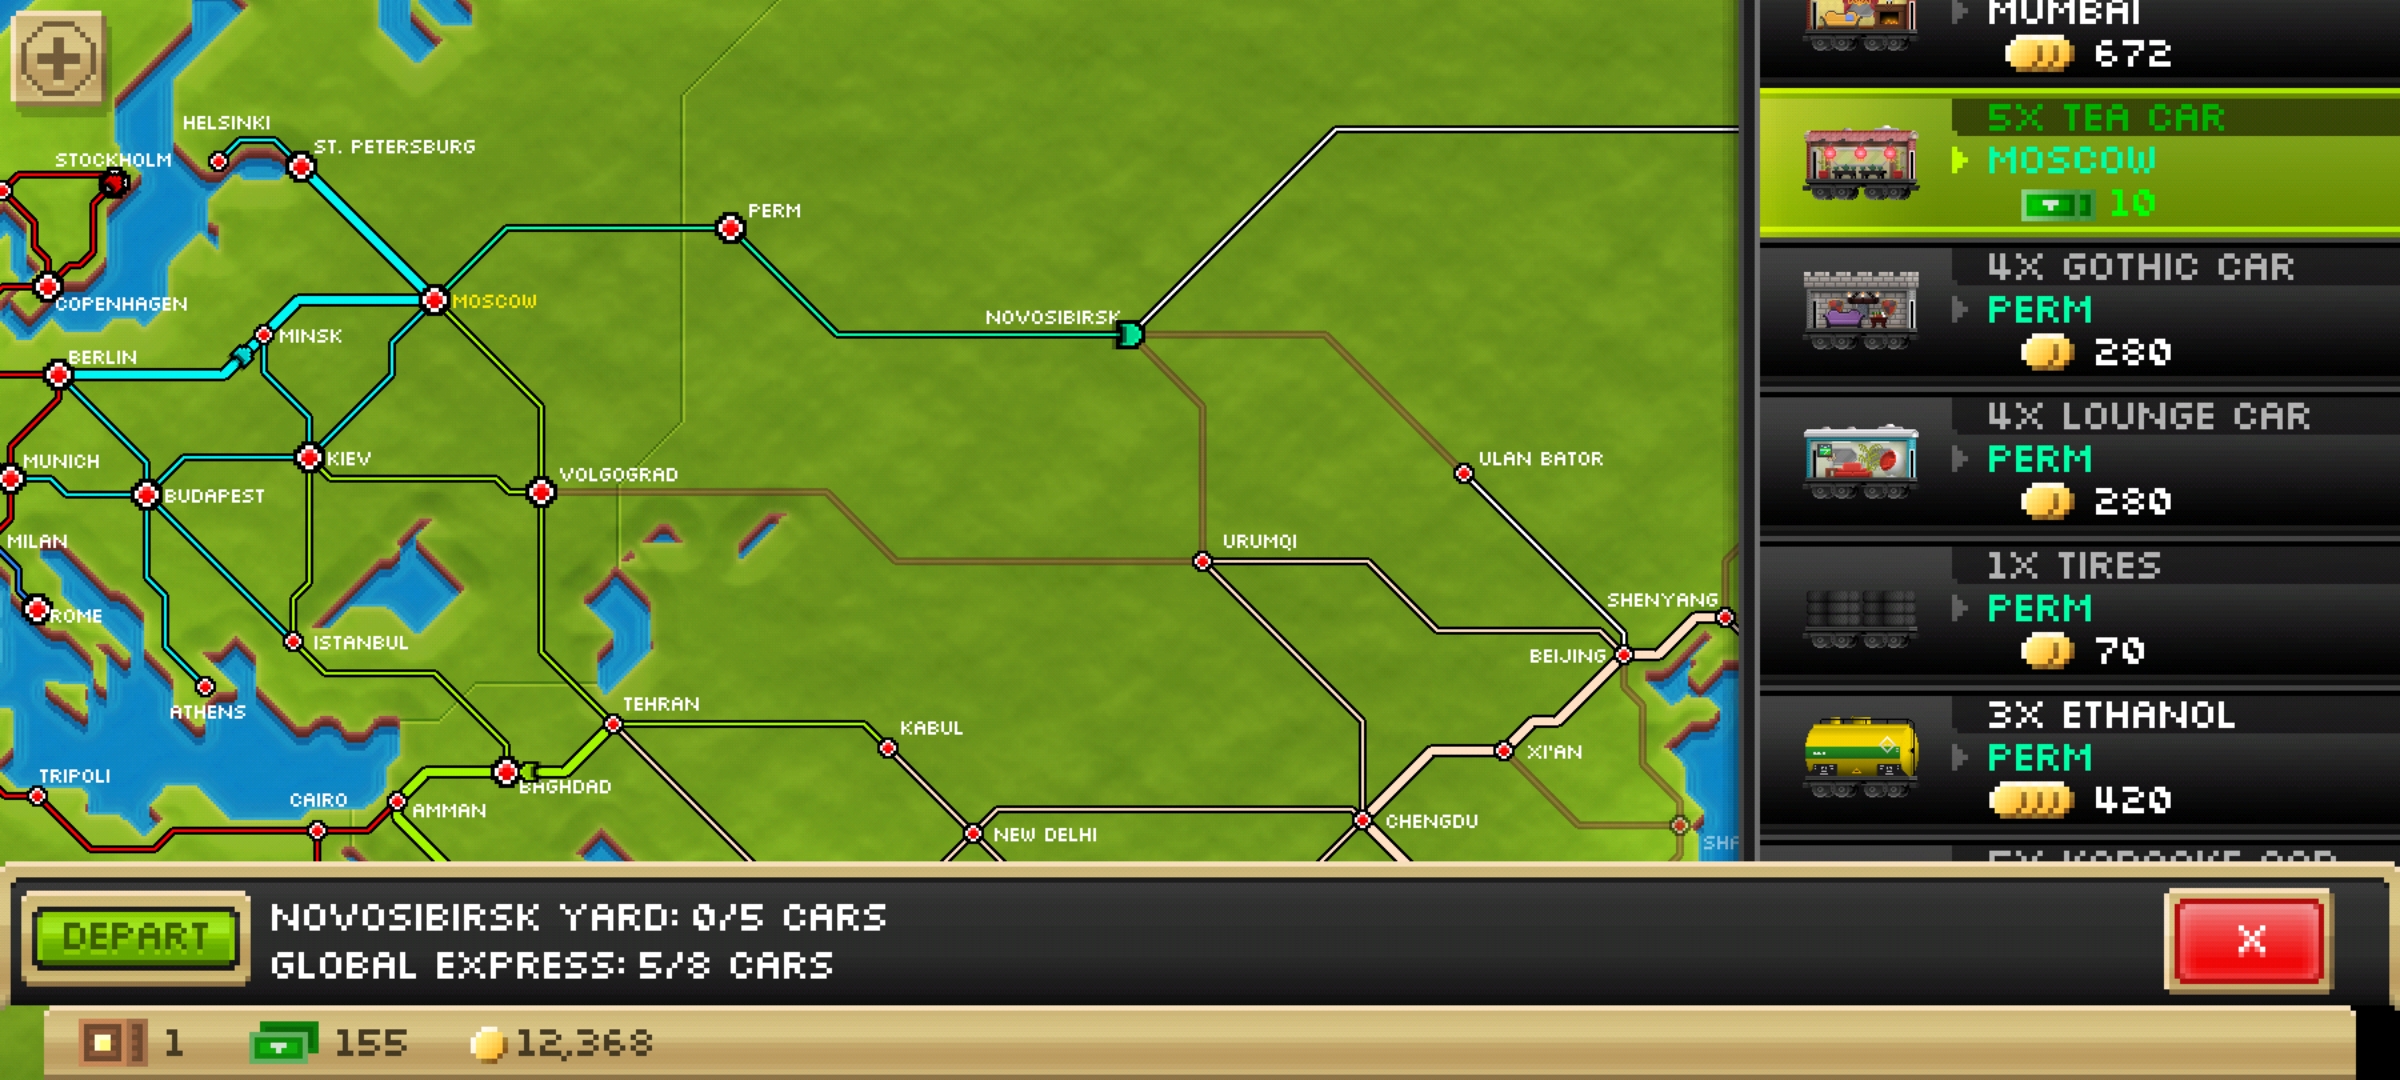 HELSINKI
ST. PETERSBURG
STOCKHOLM
PERM
COPENHAGEN
MOSCOW
NOVOSIBIRSK
MINSK
BERLIN
MUNICH
KIEV
VOLGOGRAD
ULAN BATOR
BUDAPEST
MILAN
URUMQI
ROME
ISTANBUL
SHENYANG
BEIJING
ATHENS
TEHRAN
KABUL
XI'AN
TRIPOLI
CAIRO
BAGHDAD
AMMAN
NEW DELHI
CHENGDU
MUMBAI
672
5X TEA CAR
MOSCOW
10
4X GOTHIC CAR
PERM
280
4X LOUNGE CAR
PERM
280
1X TIRES
PERM
70
3X ETHANOL
PERM
420
DEPART
NOVOSIBIRSK YARD: 0/5 CARS
GLOBAL EXPRESS: 5/8 CARS
X
1
155
12,368